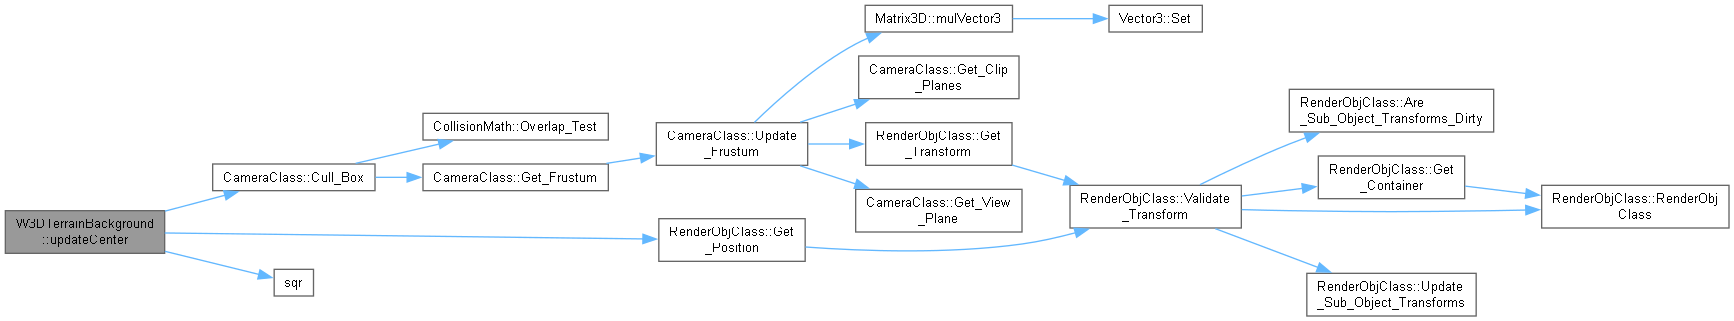 W3DTerrainBackground
::updateCenter
CameraClass::Cull_Box
sqr
CollisionMath::Overlap_Test
CameraClass::Get_Frustum
RenderObjClass::Get
_Position
CameraClass::Update
_Frustum
Matrix3D::mulVector3
CameraClass::Get_Clip
_Planes
RenderObjClass::Get
_Transform
CameraClass::Get_View
_Plane
Vector3::Set
RenderObjClass::Validate
_Transform
RenderObjClass::Are
_Sub_Object_Transforms_Dirty
RenderObjClass::Get
_Container
RenderObjClass::Update
_Sub_Object_Transforms
RenderObjClass::RenderObj
Class